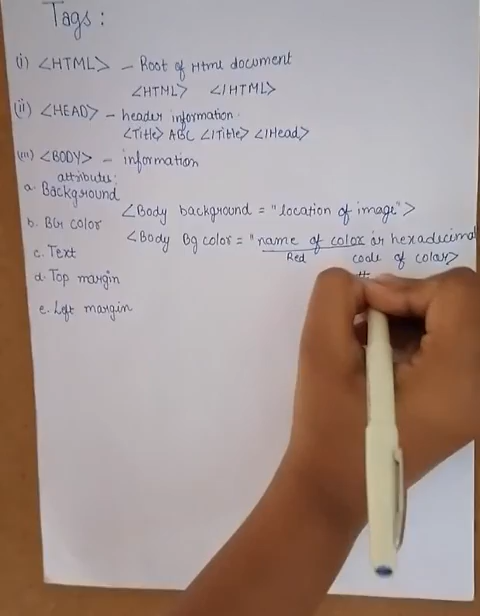 Tags :
(i) <HTML> – Root of Html document
<HTML> </HTML>
(ii) <HEAD> – header information.
<Title> ABC </Title> </Head>
(iii) <BODY> – information
attributes:
a. Background
<Body background = "location of image">
b. BG color
<Body Bg color = "name of color or hexadecimal
Red code of color>
c. Text
#
d. Top margin
e. Left margin